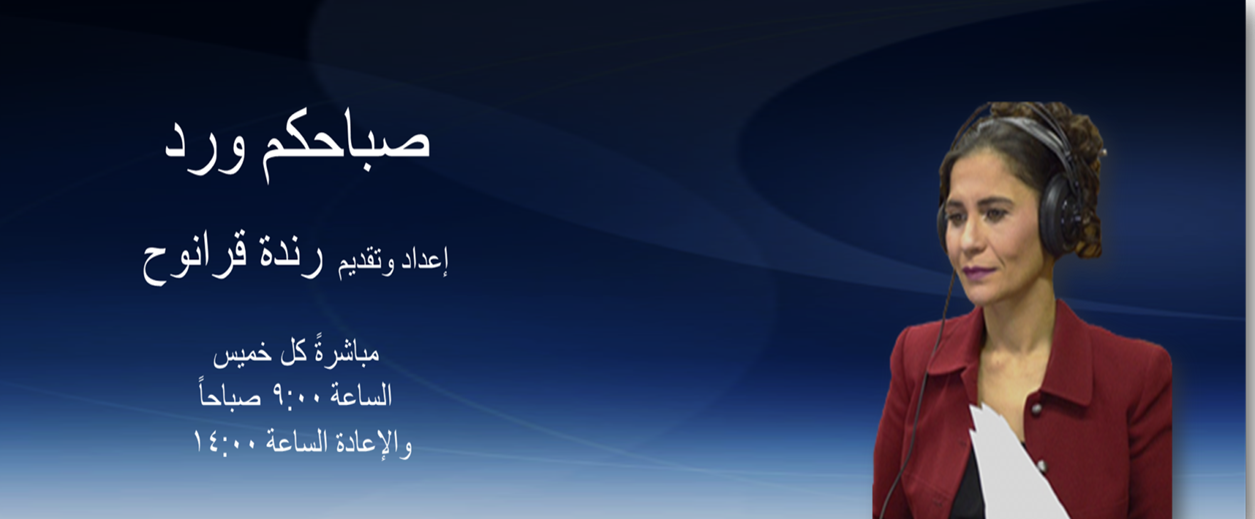 صباحكم ورد
إعداد وتقديم رندة قرانوح
مباشرةً كل خميس
الساعة ٩:٠٠ صباحاً
والإعادة الساعة ١٤:٠٠